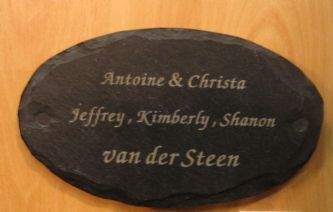 Antoine & Christa
Jeffrey, Kimberly, Shanon
van der Steen